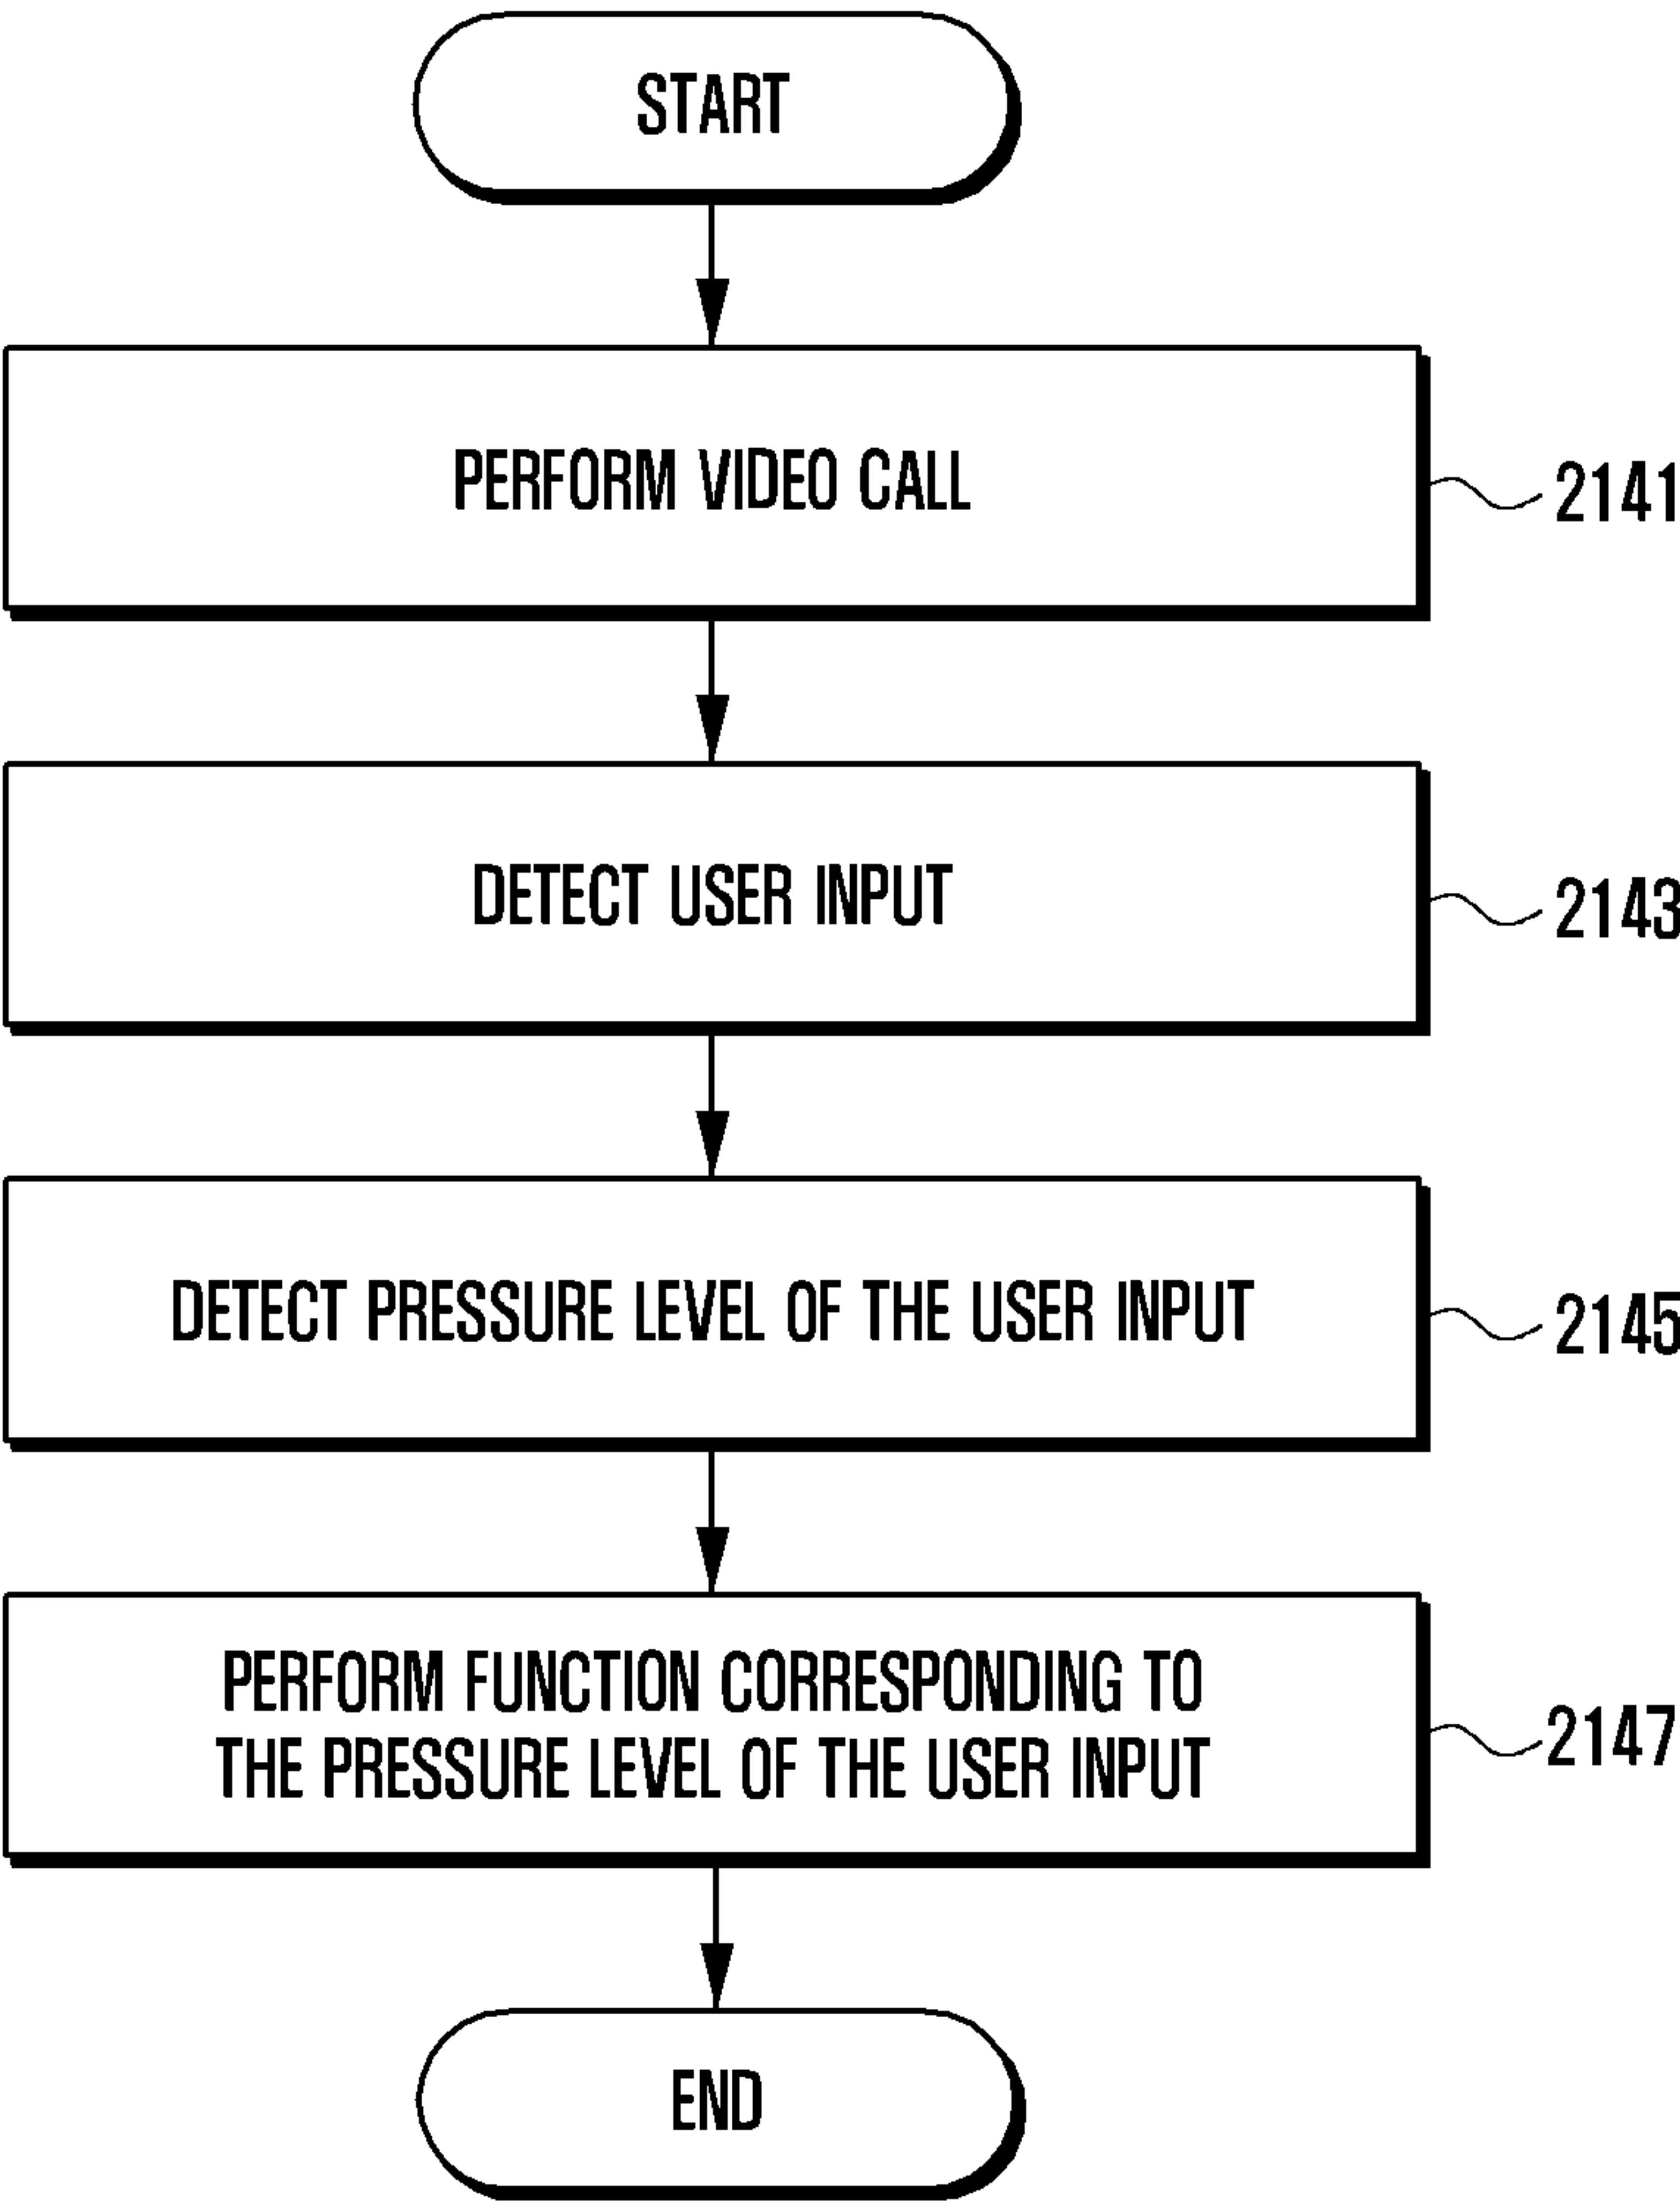 START
PERFORM VIDEO CALL
2141
DETECT USER INPUT
2143
DETECT PRESSURE LEVEL OF THE USER INPUT
2145
PERFORM FUNCTION CORRESPONDING TO
THE PRESSURE LEVEL OF THE USER INPUT
2147
END